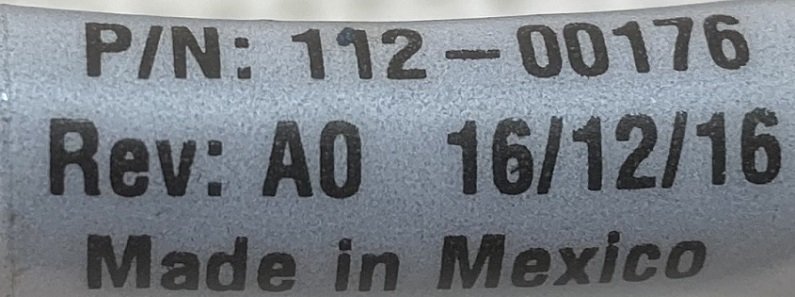 P/N: 112-00176
Rev: A0 16/12/16
Made in Mexico